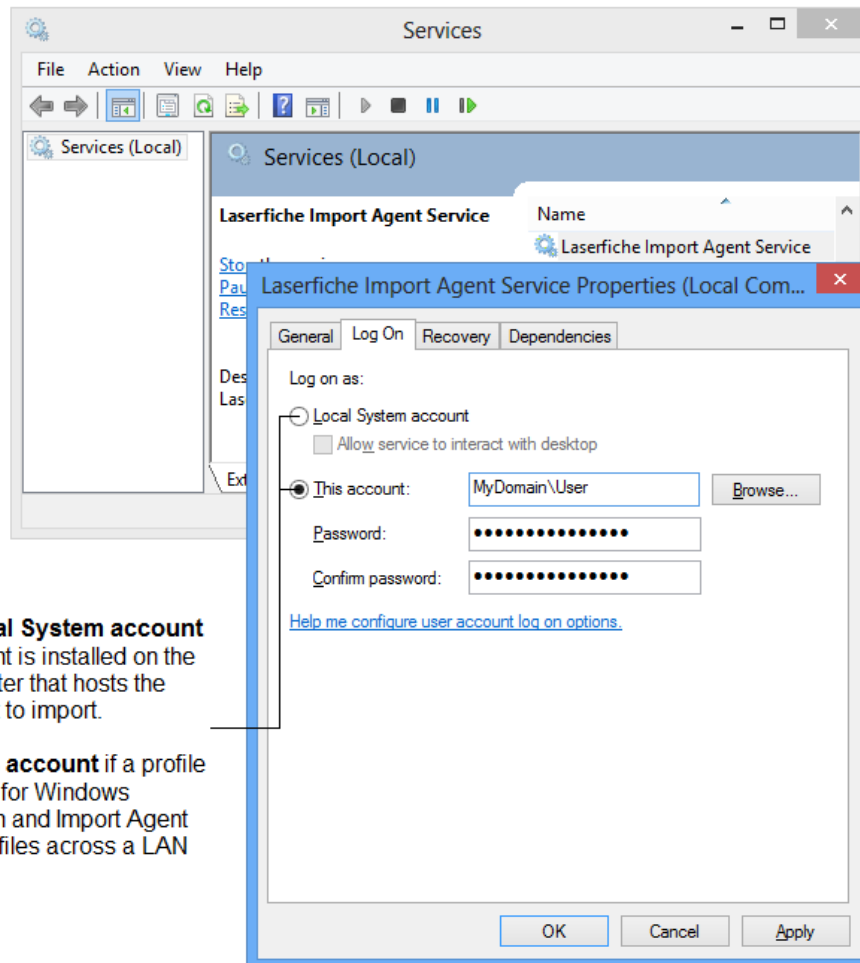 Services
File Action View Help
Services (Local)
Services (Local)
Laserfiche Import Agent Service
Name
Laserfiche Import Agent Service
Laserfiche Import Agent Service Properties (Local Com...
General Log On Recovery Dependencies
Log on as:
Local System account
Allow service to interact with desktop
This account: MyDomain\User Browse...
Password: •••••••••••••••
Confirm password: •••••••••••••••
Help me configure user account log on options.
OK Cancel Apply
System account
is installed on the
that hosts the
to import.
account if a profile
for Windows
and Import Agent
files across a LAN